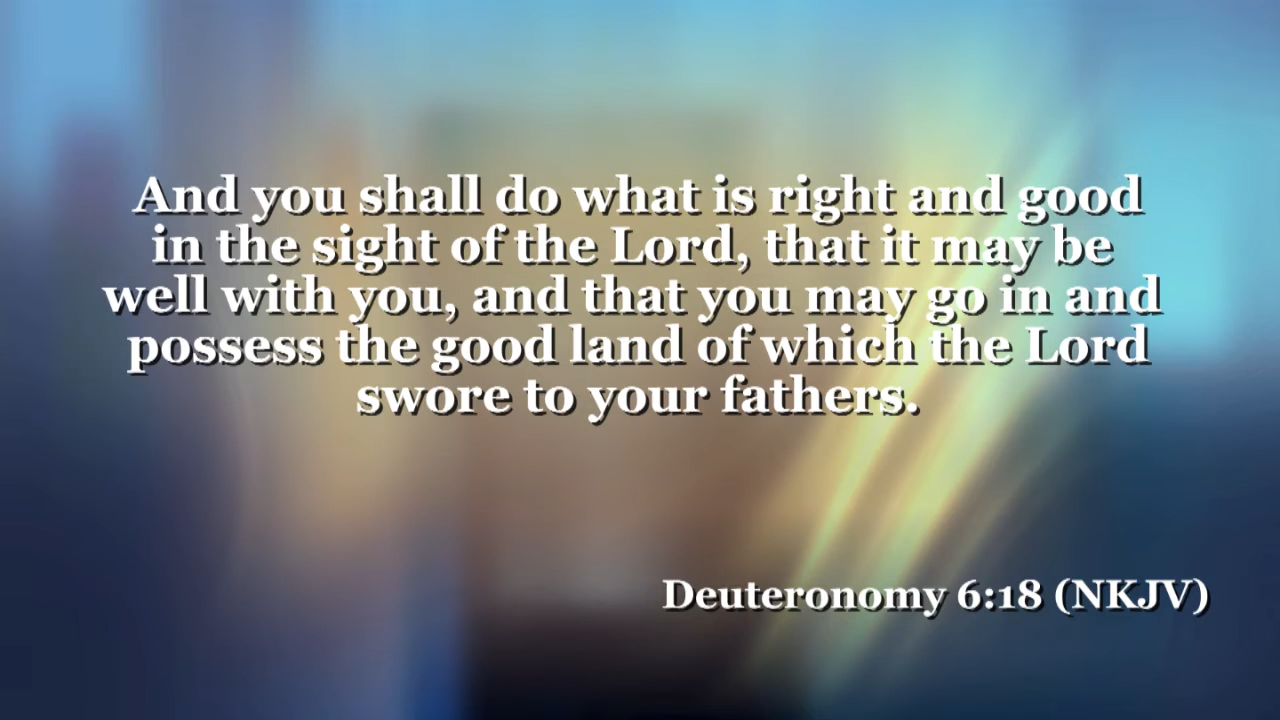 And you shall do what is right and good
in the sight of the Lord, that it may be
well with you, and that you may go in and
possess the good land of which the Lord
swore to your fathers.
Deuteronomy 6:18 (NKJV)